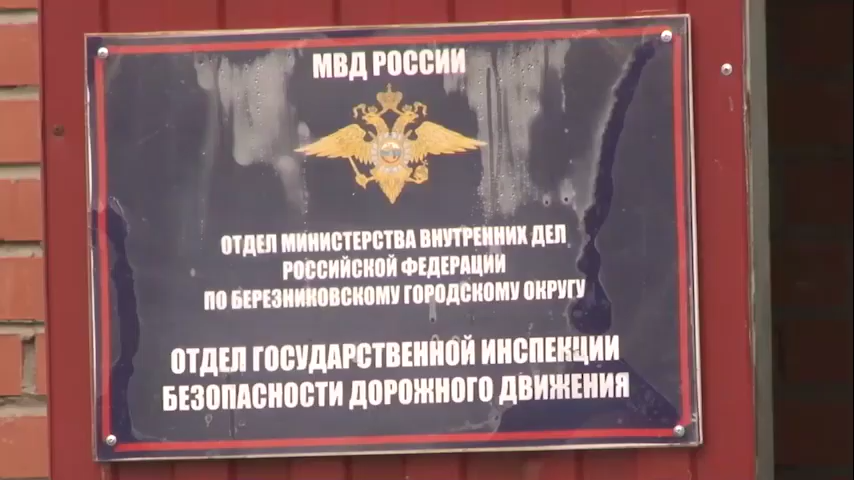 МВД РОССИИ
ОТДЕЛ МИНИСТЕРСТВА ВНУТРЕННИХ ДЕЛ
РОССИЙСКОЙ ФЕДЕРАЦИИ
ПО БЕРЕЗНИКОВСКОМУ ГОРОДСКОМУ ОКРУГУ
ОТДЕЛ ГОСУДАРСТВЕННОЙ ИНСПЕКЦИИ
БЕЗОПАСНОСТИ ДОРОЖНОГО ДВИЖЕНИЯ